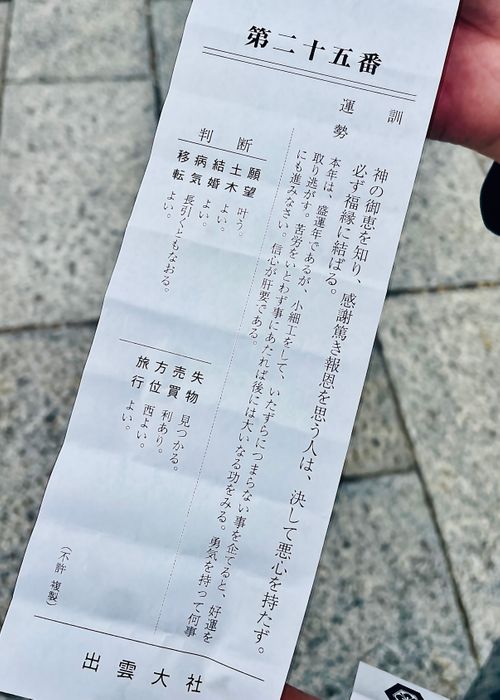 第二十五番
訓
神の御恵を知り、感謝篤き報恩を思う人は、決して悪心を持たず。
必ず福縁に結ばる。
運勢
本年は、盛運年であるが、小細工をして、いたずらにつまらない事を企てると、好運を
取り逃がす。苦労をいとわず事にあたれば後には大いなる功をみる。勇気を持って何事
にも進みなさい。信心が肝要である。
判断
願望 叶う。
土木 よい。
結婚 よい。
病気 長引くともなおる。
移転 よい。
失物 見つかる。
売買 利あり。
方位 西よい。
旅行 よい。
(不許複製)
出雲大社